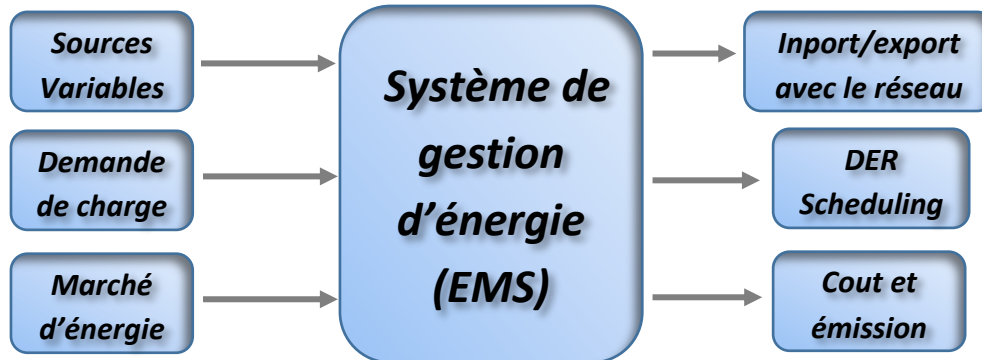 Sources
Variables
Demande
de charge
Marché
d’énergie
Système de
gestion
d’énergie
(EMS)
Inport/export
avec le réseau
DER
Scheduling
Cout et
émission